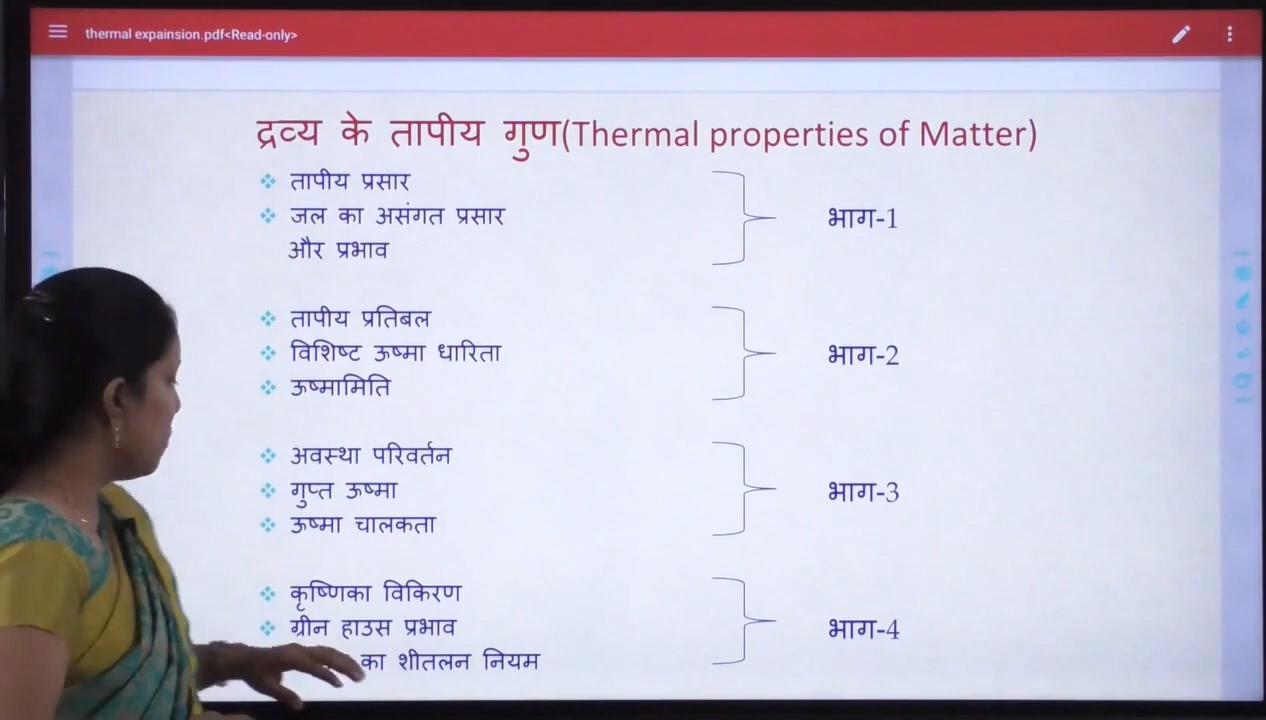 thermal expainsion.pdf<Read-only>
द्रव्य के तापीय गुण(Thermal properties of Matter)
❖ तापीय प्रसार
❖ जल का असंगत प्रसार
और प्रभाव
भाग-1
❖ तापीय प्रतिबल
❖ विशिष्ट ऊष्मा धारिता
❖ ऊष्मामिति
भाग-2
❖ अवस्था परिवर्तन
❖ गुप्त ऊष्मा
❖ ऊष्मा चालकता
भाग-3
❖ कृष्णिका विकिरण
❖ ग्रीन हाउस प्रभाव
का शीतलन नियम
भाग-4